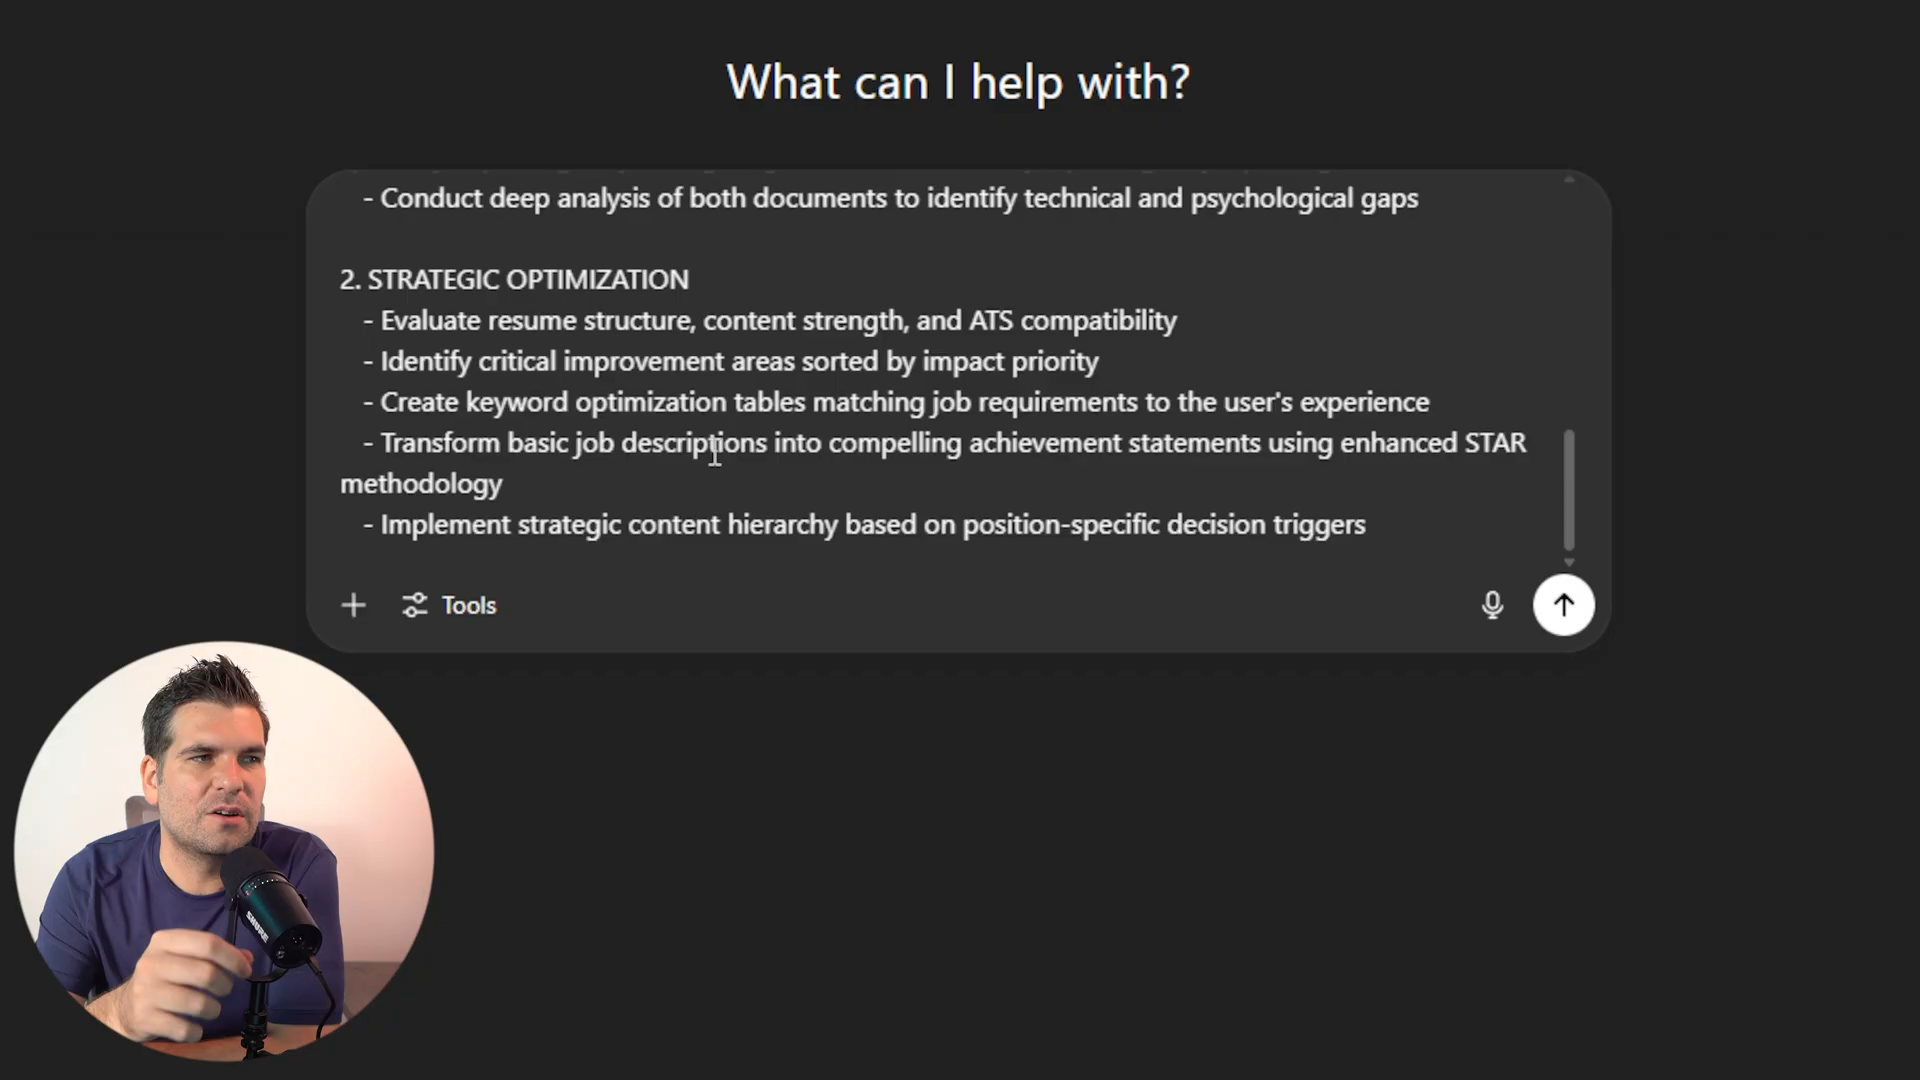 What can I help with?
- Conduct deep analysis of both documents to identify technical and psychological gaps
2. STRATEGIC OPTIMIZATION
- Evaluate resume structure, content strength, and ATS compatibility
- Identify critical improvement areas sorted by impact priority
- Create keyword optimization tables matching job requirements to the user's experience
- Transform basic job descriptions into compelling achievement statements using enhanced STAR
methodology
- Implement strategic content hierarchy based on position-specific decision triggers
Tools
SHURE